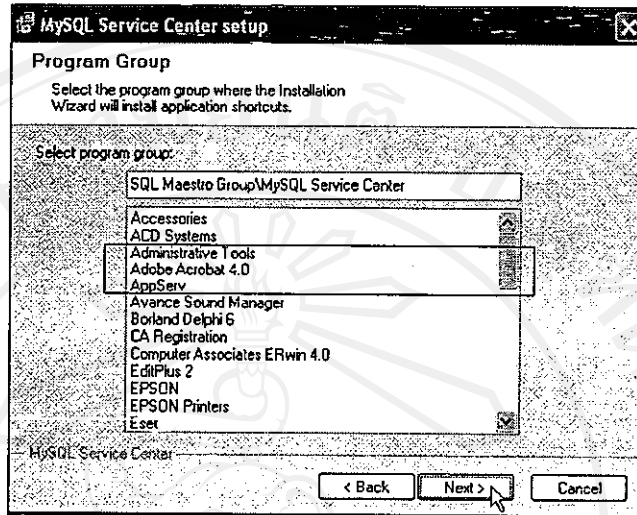 MySQL Service Center setup
Program Group
Select the program group where the Installation
Wizard will install application shortcuts.
Select program group:
SQL Maestro Group\MySQL Service Center
Accessories
ACD Systems
Administrative Tools
Adobe Acrobat 4.0
AppServ
Avance Sound Manager
Borland Delphi 6
CA Registration
Computer Associates ERwin 4.0
EditPlus 2
EPSON
EPSON Printers
Eset
MySQL Service Center
< Back Next > Cancel